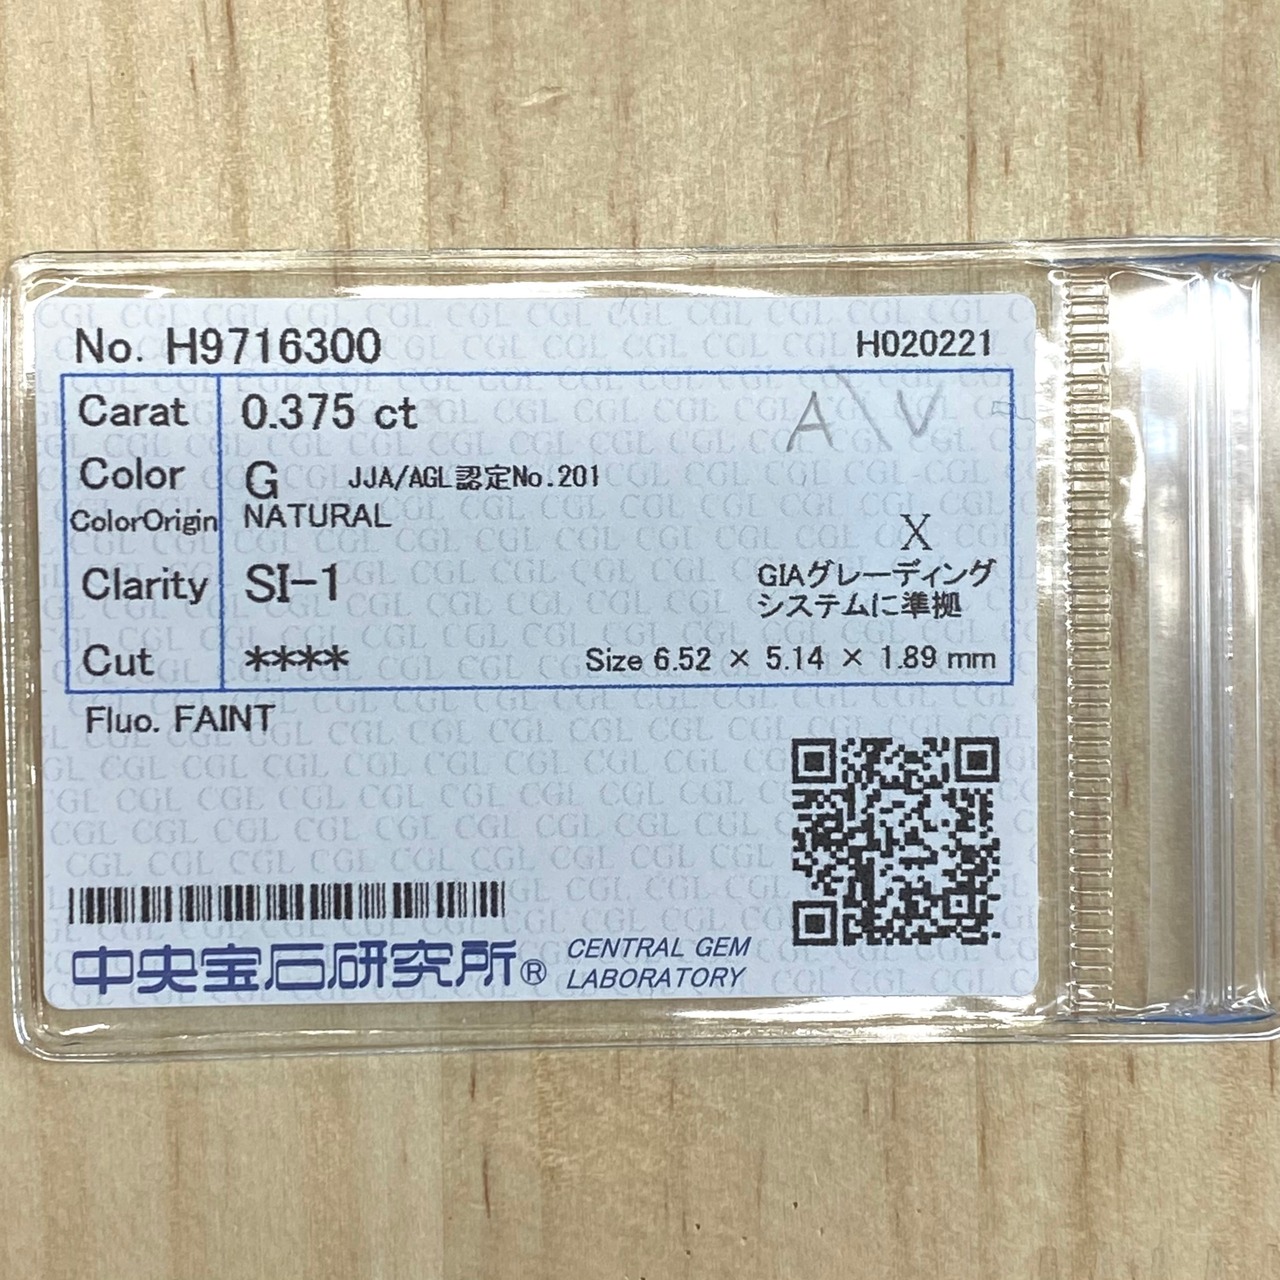 No. H9716300 H020221
Carat 0.375 ct
Color G JJA/AGL認定No.201
ColorOrigin NATURAL
X
Clarity SI-1 GIAグレーディング
システムに準拠
Cut **** Size 6.52 × 5.14 × 1.89 mm
Fluo. FAINT
中央宝石研究所® CENTRAL GEM
LABORATORY